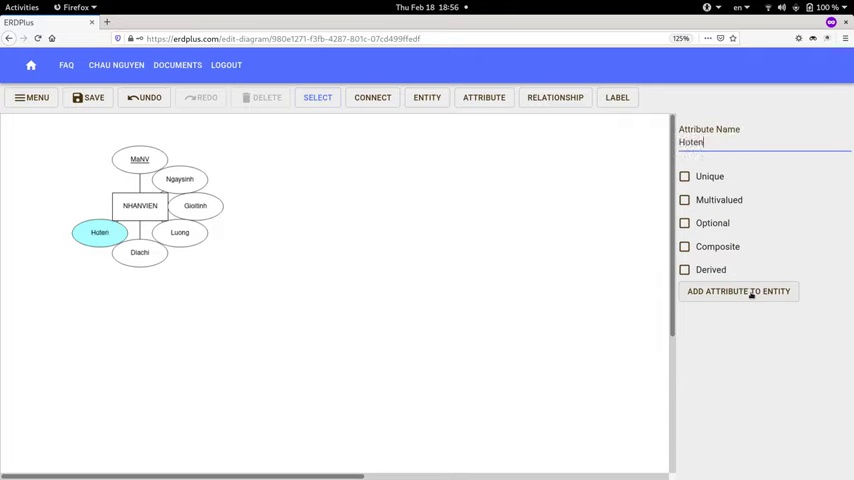 Activities Firefox Thu Feb 18 18:56 en 100 %
ERDPlus
https://erdplus.com/edit-diagram/980e1271-f3fb-4287-801c-07cd499ffedf 125%
FAQ CHAU NGUYEN DOCUMENTS LOGOUT
MENU SAVE UNDO REDO DELETE SELECT CONNECT ENTITY ATTRIBUTE RELATIONSHIP LABEL
Attribute Name
Hoten
MaNV
Ngaysinh
NHANVIEN
Gioitinh
Hoten
Luong
Diachi
Unique
Multivalued
Optional
Composite
Derived
ADD ATTRIBUTE TO ENTITY